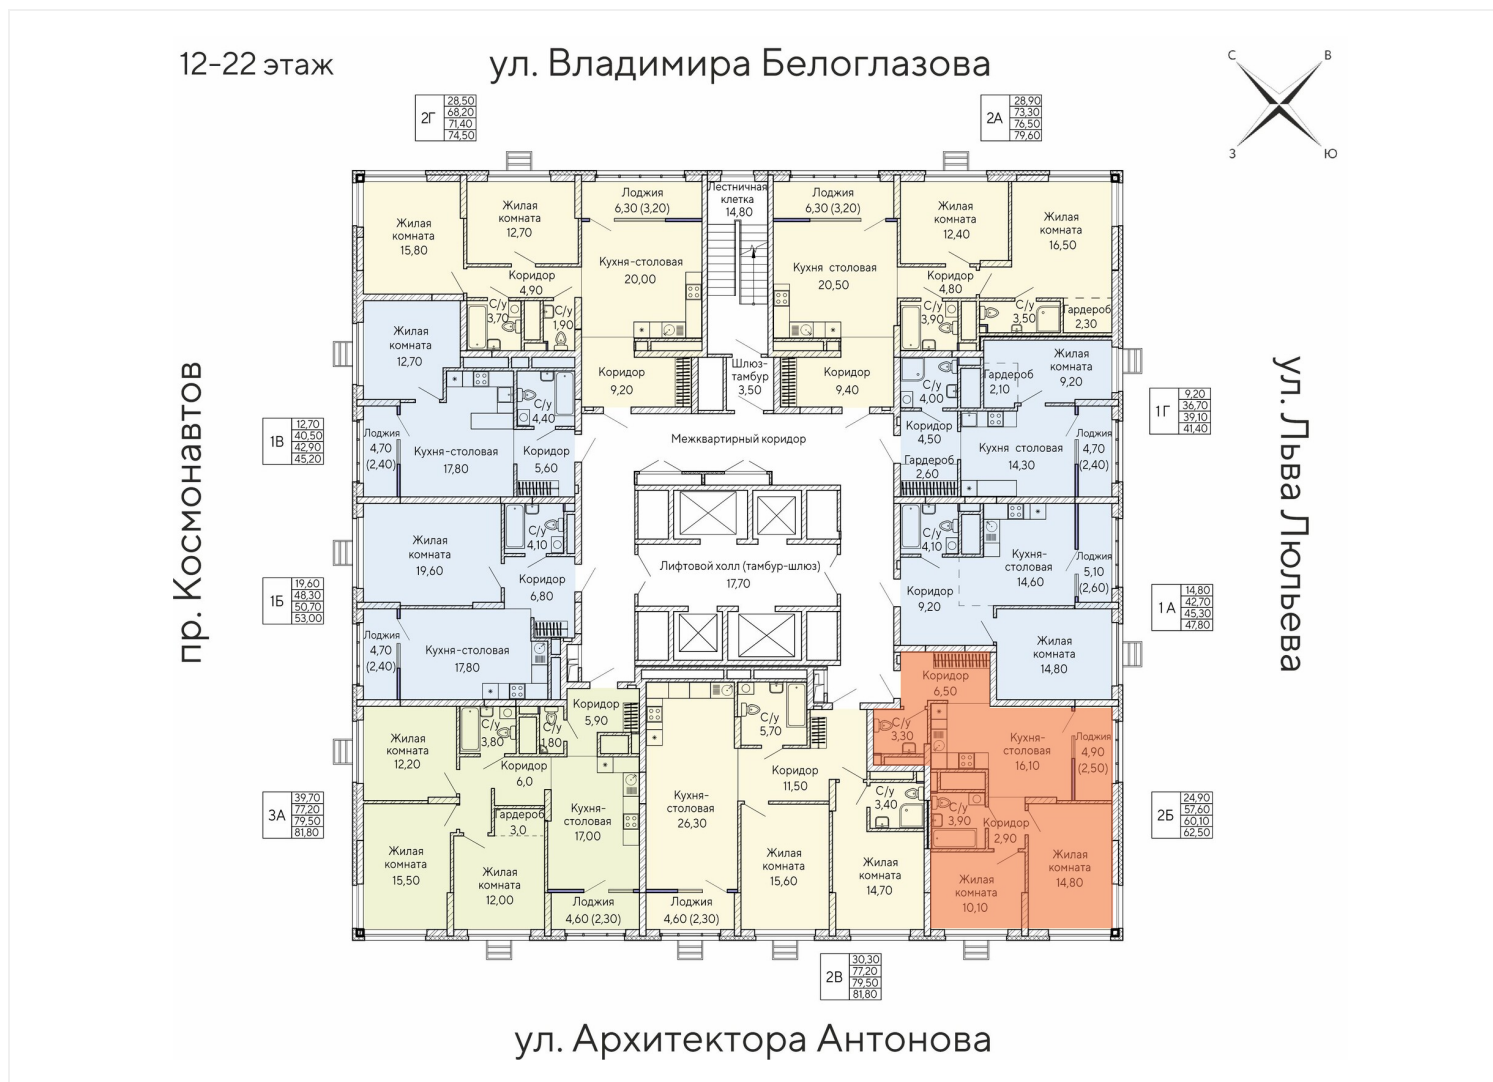 12-22 этаж
ул. Владимира Белоглазова
С
В
З
Ю
2Г
28,50
68,20
71,40
74,50
2А
28,90
73,30
76,50
79,60
Жилая
комната
15,80
Жилая
комната
12,70
Лоджия
6,30 (3,20)
Лестничная
клетка
14,80
Лоджия
6,30 (3,20)
Жилая
комната
12,40
Жилая
комната
16,50
Коридор
4,90
Кухня-столовая
20,00
Кухня столовая
20,50
Коридор
4,80
С/у
3,70
С/у
1,90
С/у
3,90
С/у
3,50
Гардероб
2,30
Жилая
комната
12,70
Коридор
9,20
Шлюз-
тамбур
3,50
Коридор
9,40
С/у
4,00
Гардероб
2,10
Жилая
комната
9,20
пр. Космонавтов
ул. Льва Люльева
1В
12,70
40,50
42,90
45,20
Лоджия
4,70
(2,40)
Кухня-столовая
17,80
С/у
4,40
Коридор
5,60
Межквартирный коридор
Коридор
4,50
Гардероб
2,60
Кухня столовая
14,30
Лоджия
4,70
(2,40)
1Г
9,20
36,70
39,10
41,40
Жилая
комната
19,60
С/у
4,10
Коридор
6,80
Лифтовой холл (тамбур-шлюз)
17,70
С/у
4,10
Кухня-
столовая
14,60
Лоджия
5,10
(2,60)
Коридор
9,20
1Б
19,60
48,30
50,70
53,00
1А
14,80
42,70
45,30
47,80
Лоджия
4,70
(2,40)
Кухня-столовая
17,80
Жилая
комната
14,80
Коридор
6,50
Коридор
5,90
Жилая
комната
12,20
С/у
3,80
С/у
1,80
С/у
5,70
С/у
3,30
Кухня-
столовая
16,10
Лоджия
4,90
(2,50)
Коридор
6,0
Коридор
11,50
3А
39,70
77,20
79,50
81,80
Гардероб
3,0
Кухня-
столовая
17,00
Кухня-
столовая
26,30
С/у
3,40
С/у
3,90
Коридор
2,90
2Б
24,90
57,60
60,10
62,50
Жилая
комната
15,50
Жилая
комната
12,00
Жилая
комната
15,60
Жилая
комната
14,70
Жилая
комната
10,10
Жилая
комната
14,80
Лоджия
4,60 (2,30)
Лоджия
4,60 (2,30)
2В
30,30
77,20
79,50
81,80
ул. Архитектора Антонова